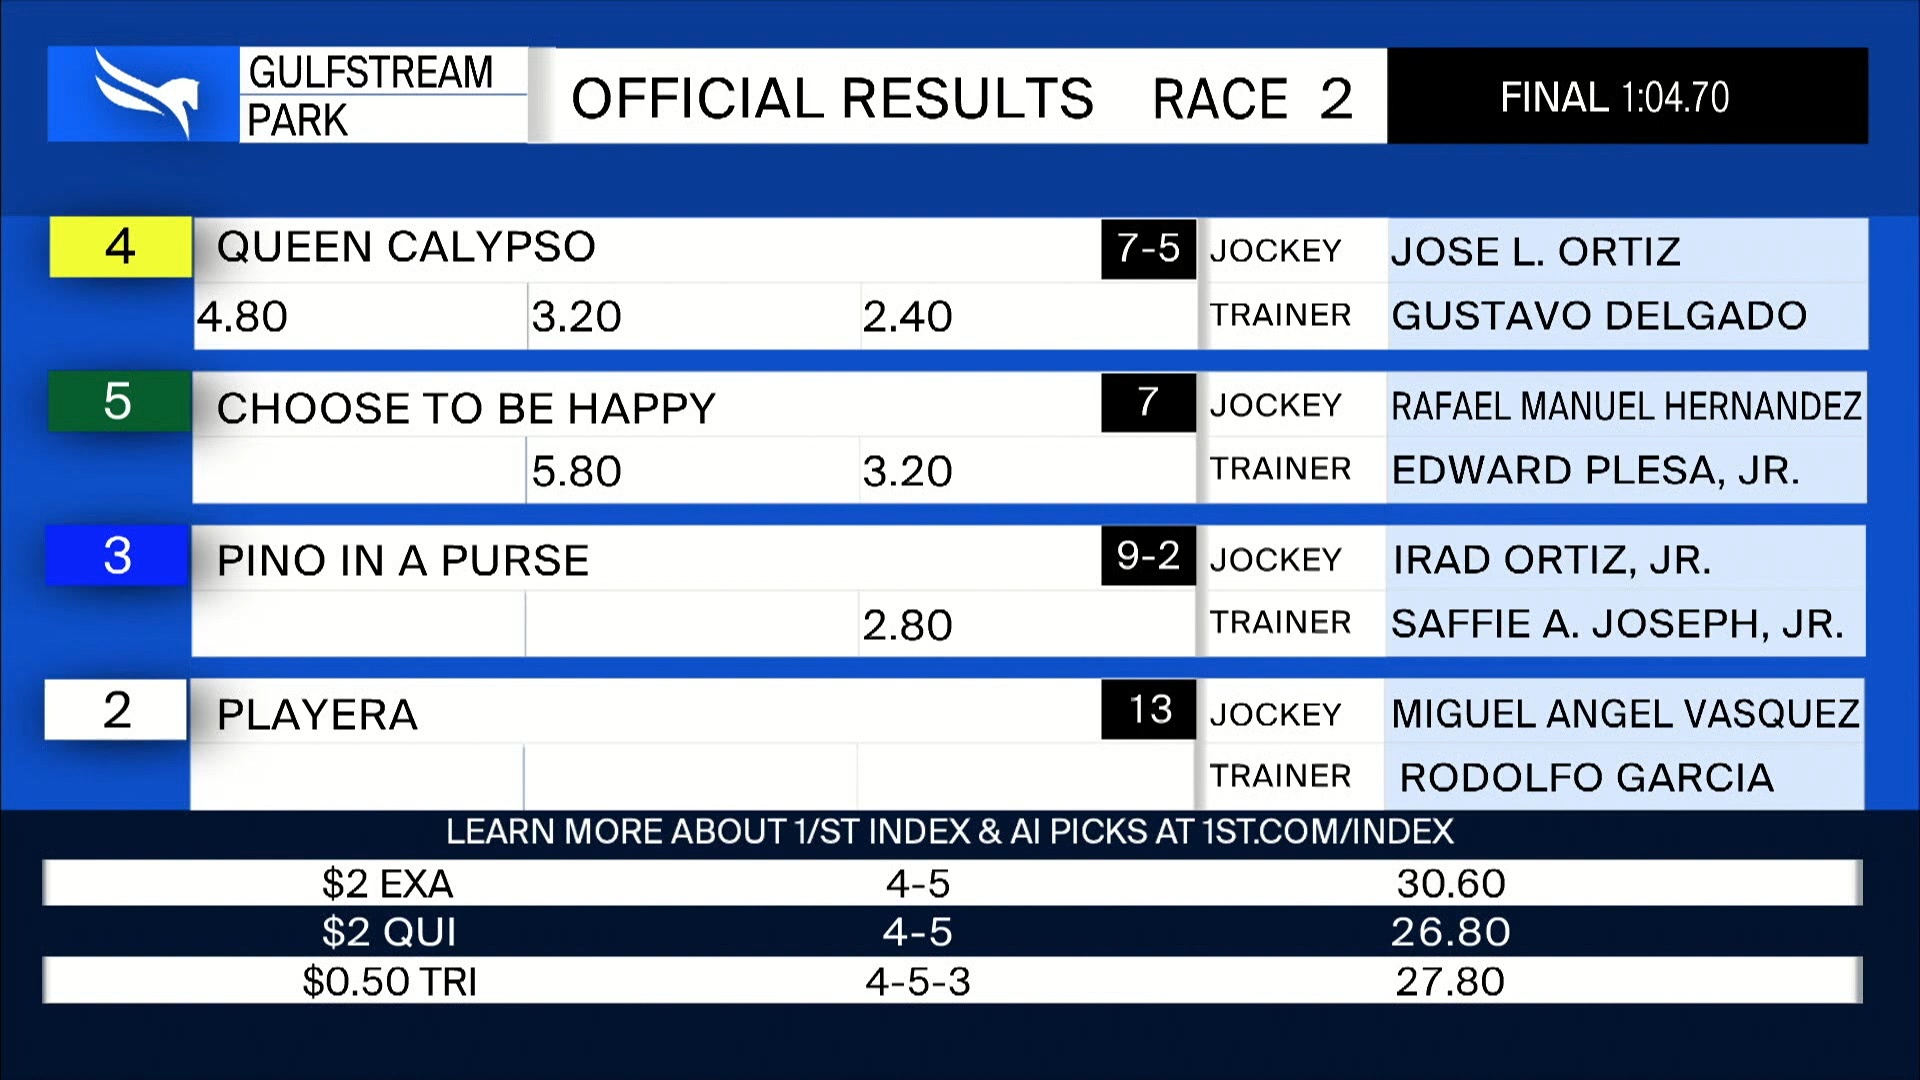 GULFSTREAM
PARK
OFFICIAL RESULTS RACE 2
FINAL 1:04.70
4 QUEEN CALYPSO 7-5 JOCKEY JOSE L. ORTIZ
4.80 3.20 2.40 TRAINER GUSTAVO DELGADO
5 CHOOSE TO BE HAPPY 7 JOCKEY RAFAEL MANUEL HERNANDEZ
5.80 3.20 TRAINER EDWARD PLESA, JR.
3 PINO IN A PURSE 9-2 JOCKEY IRAD ORTIZ, JR.
2.80 TRAINER SAFFIE A. JOSEPH, JR.
2 PLAYERA 13 JOCKEY MIGUEL ANGEL VASQUEZ
TRAINER RODOLFO GARCIA
LEARN MORE ABOUT 1/ST INDEX & AI PICKS AT 1ST.COM/INDEX
$2 EXA 4-5 30.60
$2 QUI 4-5 26.80
$0.50 TRI 4-5-3 27.80